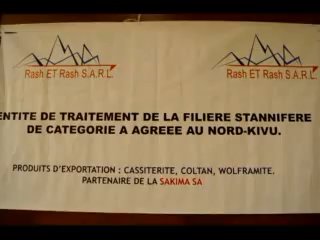 Rash ET Rash S.A.R.L. Rash ET Rash S.A.R.L.
ENTITE DE TRAITEMENT DE LA FILIERE STANNIFERE
DE CATEGORIE A AGREEE AU NORD-KIVU.
PRODUITS D'EXPORTATION : CASSITERITE, COLTAN, WOLFRAMITE.
PARTENAIRE DE LA SAKIMA SA